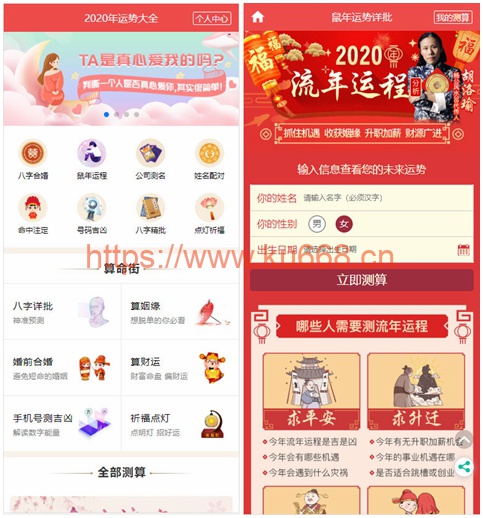 2020年运势大全
个人中心
TA是真心爱我的吗?
判断一个人是否真心爱你,其实很简单!
八字合婚
鼠年运程
公司测名
姓名配对
命中注定
号码吉凶
八字精批
点灯祈福
算命街
八字详批
神准预测
算姻缘
想脱单的你必看
婚前合婚
避免短命的婚姻
算财运
财富命盘 偏财运
手机号测吉凶
解读数字能量
祈福点灯
点明灯 招好运
全部测算
鼠年运势详批
我的测算
福
福
2020
年
流年运程
分析
胡洛瑜
抓住机遇 收获姻缘 升职加薪 财源广进
输入信息查看您的未来运势
你的姓名 请输入名字(必须汉字)
你的性别 男 女
出生日期 请选择出生日期
立即测算
哪些人需要测流年运程
求平安
求升迁
今年流年运程是吉是凶
今年会有哪些机遇
今年会遇到什么灾祸
今年有无升职加薪机会
今年的事业机遇在哪
是否适合跳槽或创业
https://www.ku668.cn